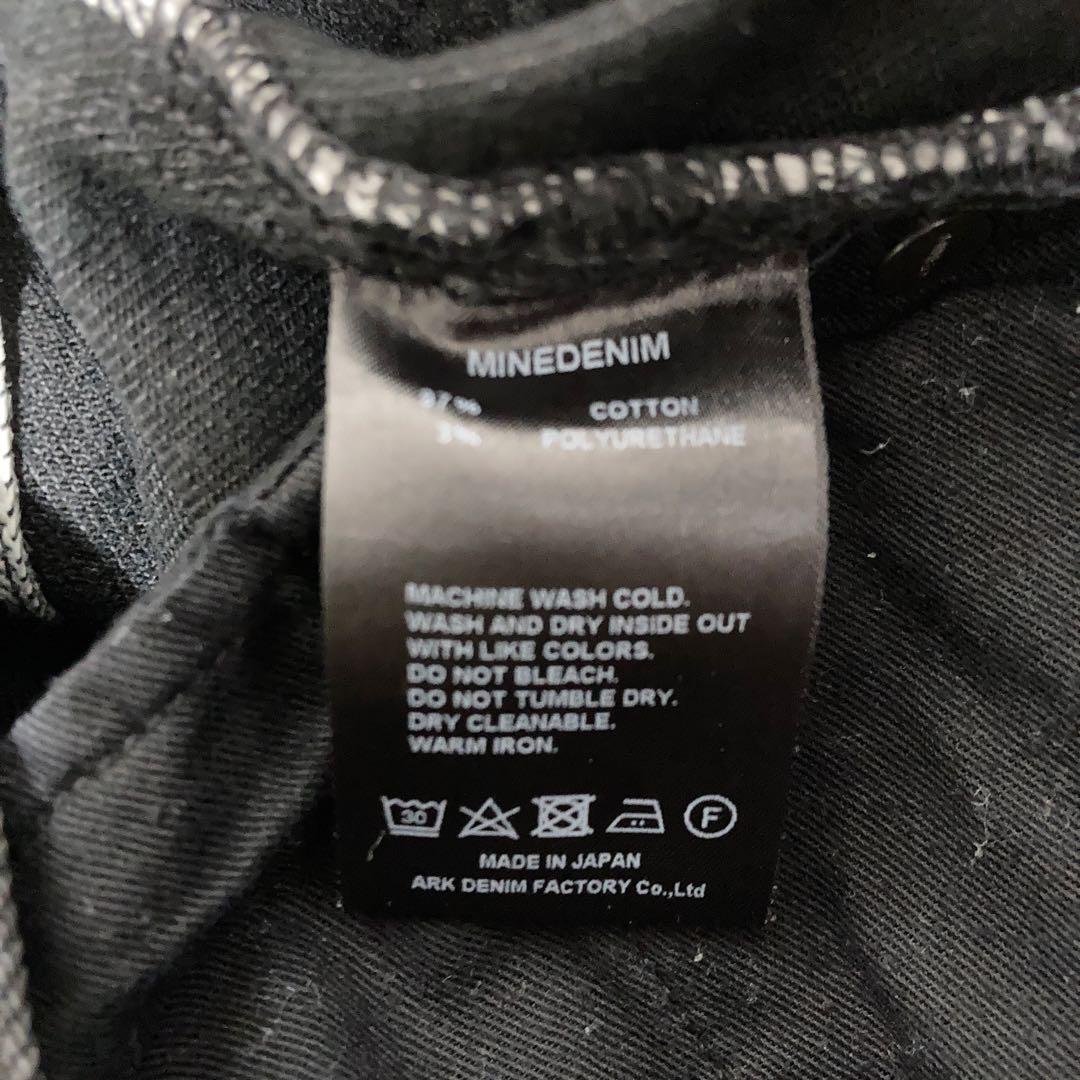 MINEDENIM
97% COTTON
3% POLYURETHANE
MACHINE WASH COLD.
WASH AND DRY INSIDE OUT
WITH LIKE COLORS.
DO NOT BLEACH.
DO NOT TUMBLE DRY.
DRY CLEANABLE.
WARM IRON.
30 F
MADE IN JAPAN
ARK DENIM FACTORY Co.,Ltd